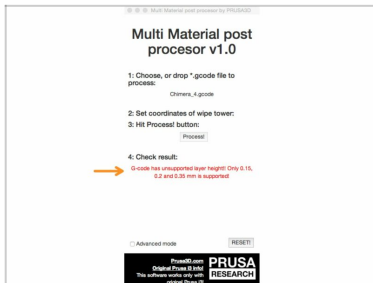 Multi Material post procesor by PRUSA3D
Multi Material post
procesor v1.0
1: Choose, or drop *.gcode file to
process:
Chimera_4.gcode
2: Set coordinates of wipe tower:
3: Hit Process! button:
Process!
4: Check result:
G-code has unsupported layer height! Only 0.15,
0.2 and 0.35 mm is supported!
Advanced mode
RESET!
Prusa3D.com
Original Prusa i3 info!
This software works only with
original Prusa i3
PRUSA
RESEARCH